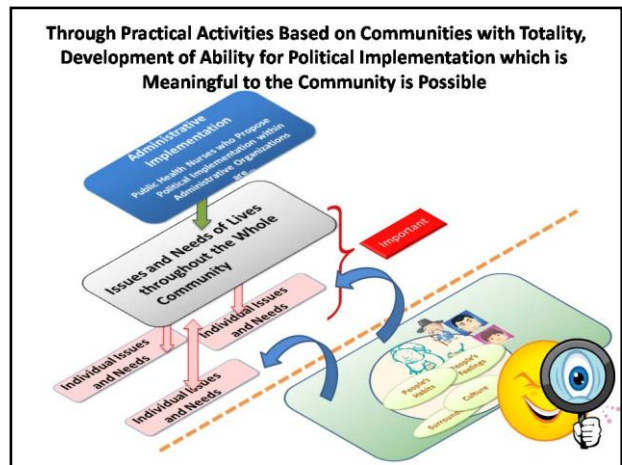 Through Practical Activities Based on Communities with Totality,
Development of Ability for Political Implementation which is
Meaningful to the Community is Possible
Administrative
Implementation
Public Health Nurses who Propose
Political Implementation within
Administrative Organizations
are...
Issues and Needs of Lives
throughout the Whole
Community
Important
Individual Issues
and Needs
Individual Issues
and Needs
Individual Issues
and Needs
People's
Habits
People's
Feelings
Culture